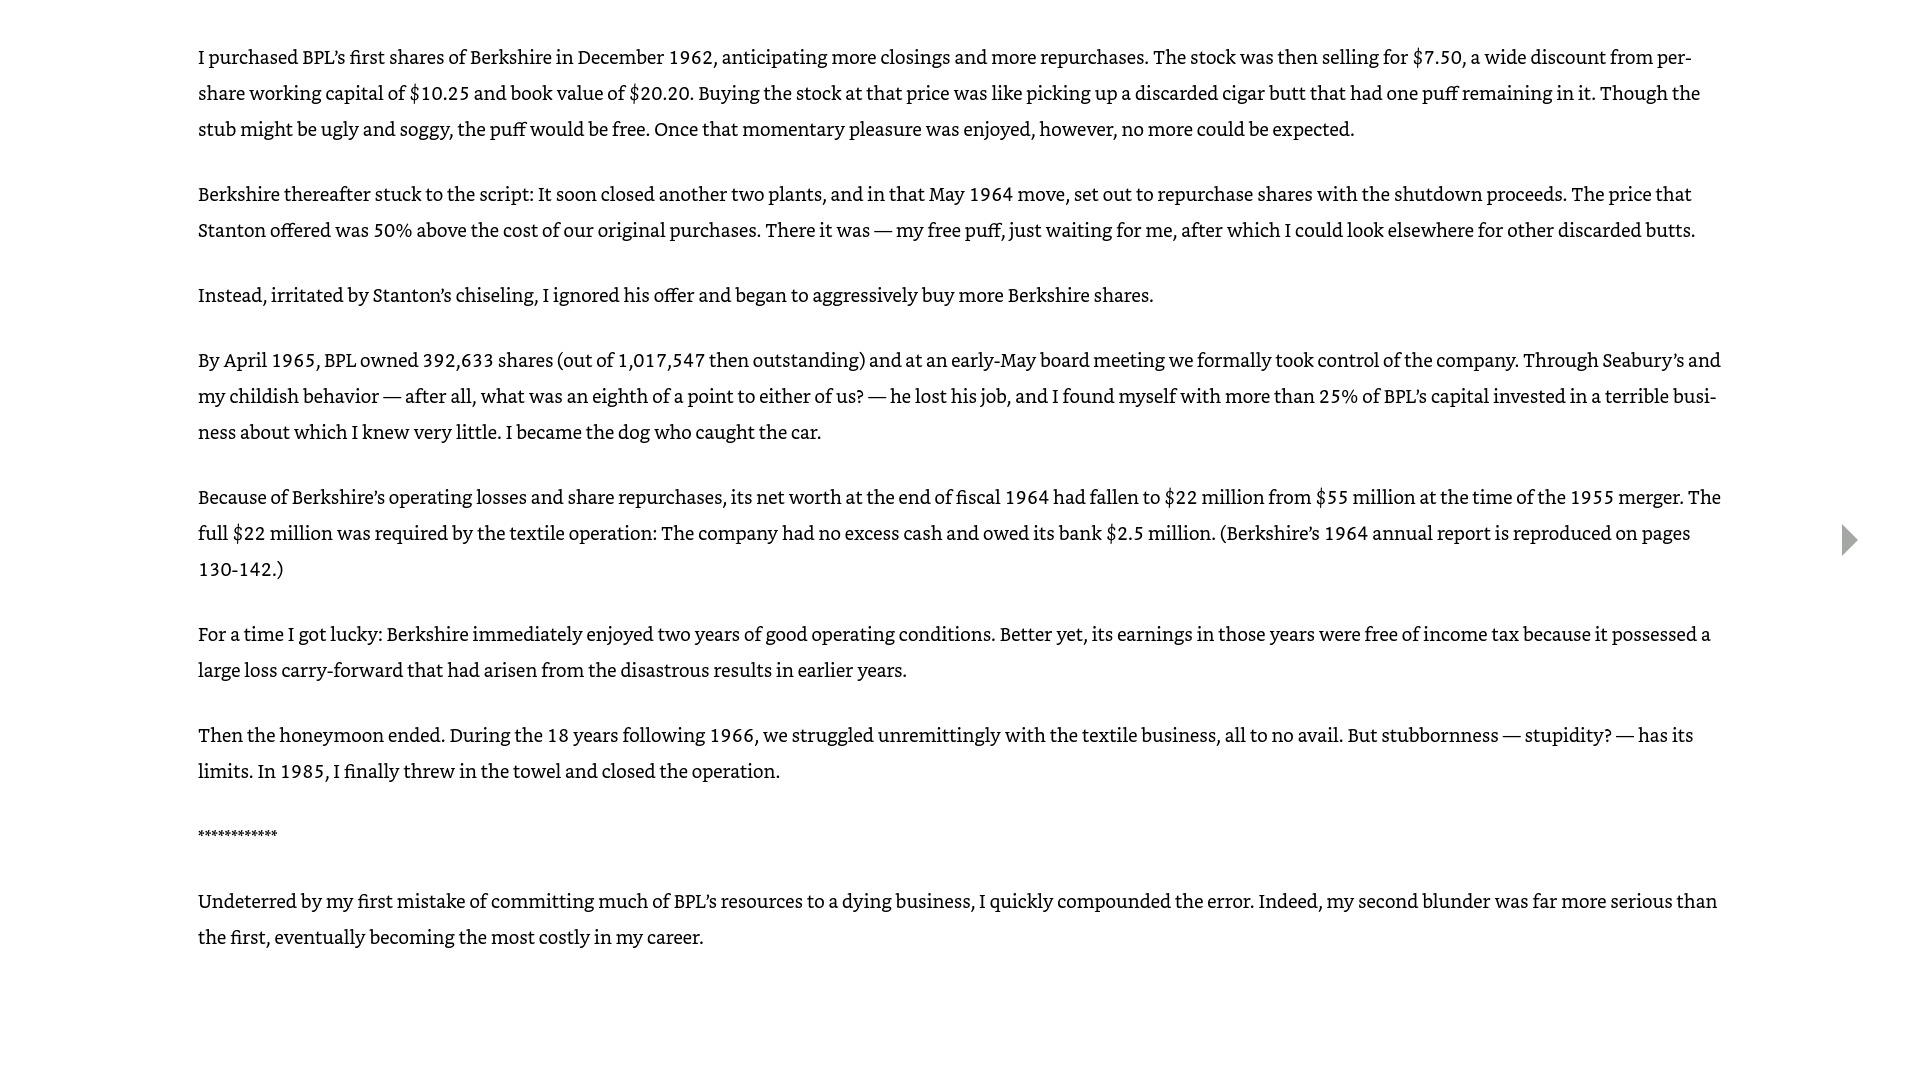 I purchased BPL’s first shares of Berkshire in December 1962, anticipating more closings and more repurchases. The stock was then selling for $7.50, a wide discount from per-
share working capital of $10.25 and book value of $20.20. Buying the stock at that price was like picking up a discarded cigar butt that had one puff remaining in it. Though the
stub might be ugly and soggy, the puff would be free. Once that momentary pleasure was enjoyed, however, no more could be expected.
Berkshire thereafter stuck to the script: It soon closed another two plants, and in that May 1964 move, set out to repurchase shares with the shutdown proceeds. The price that
Stanton offered was 50% above the cost of our original purchases. There it was — my free puff, just waiting for me, after which I could look elsewhere for other discarded butts.
Instead, irritated by Stanton’s chiseling, I ignored his offer and began to aggressively buy more Berkshire shares.
By April 1965, BPL owned 392,633 shares (out of 1,017,547 then outstanding) and at an early-May board meeting we formally took control of the company. Through Seabury’s and
my childish behavior — after all, what was an eighth of a point to either of us? — he lost his job, and I found myself with more than 25% of BPL’s capital invested in a terrible busi-
ness about which I knew very little. I became the dog who caught the car.
Because of Berkshire’s operating losses and share repurchases, its net worth at the end of fiscal 1964 had fallen to $22 million from $55 million at the time of the 1955 merger. The
full $22 million was required by the textile operation: The company had no excess cash and owed its bank $2.5 million. (Berkshire’s 1964 annual report is reproduced on pages
130-142.)
For a time I got lucky: Berkshire immediately enjoyed two years of good operating conditions. Better yet, its earnings in those years were free of income tax because it possessed a
large loss carry-forward that had arisen from the disastrous results in earlier years.
Then the honeymoon ended. During the 18 years following 1966, we struggled unremittingly with the textile business, all to no avail. But stubbornness — stupidity? — has its
limits. In 1985, I finally threw in the towel and closed the operation.
************
Undeterred by my first mistake of committing much of BPL’s resources to a dying business, I quickly compounded the error. Indeed, my second blunder was far more serious than
the first, eventually becoming the most costly in my career.